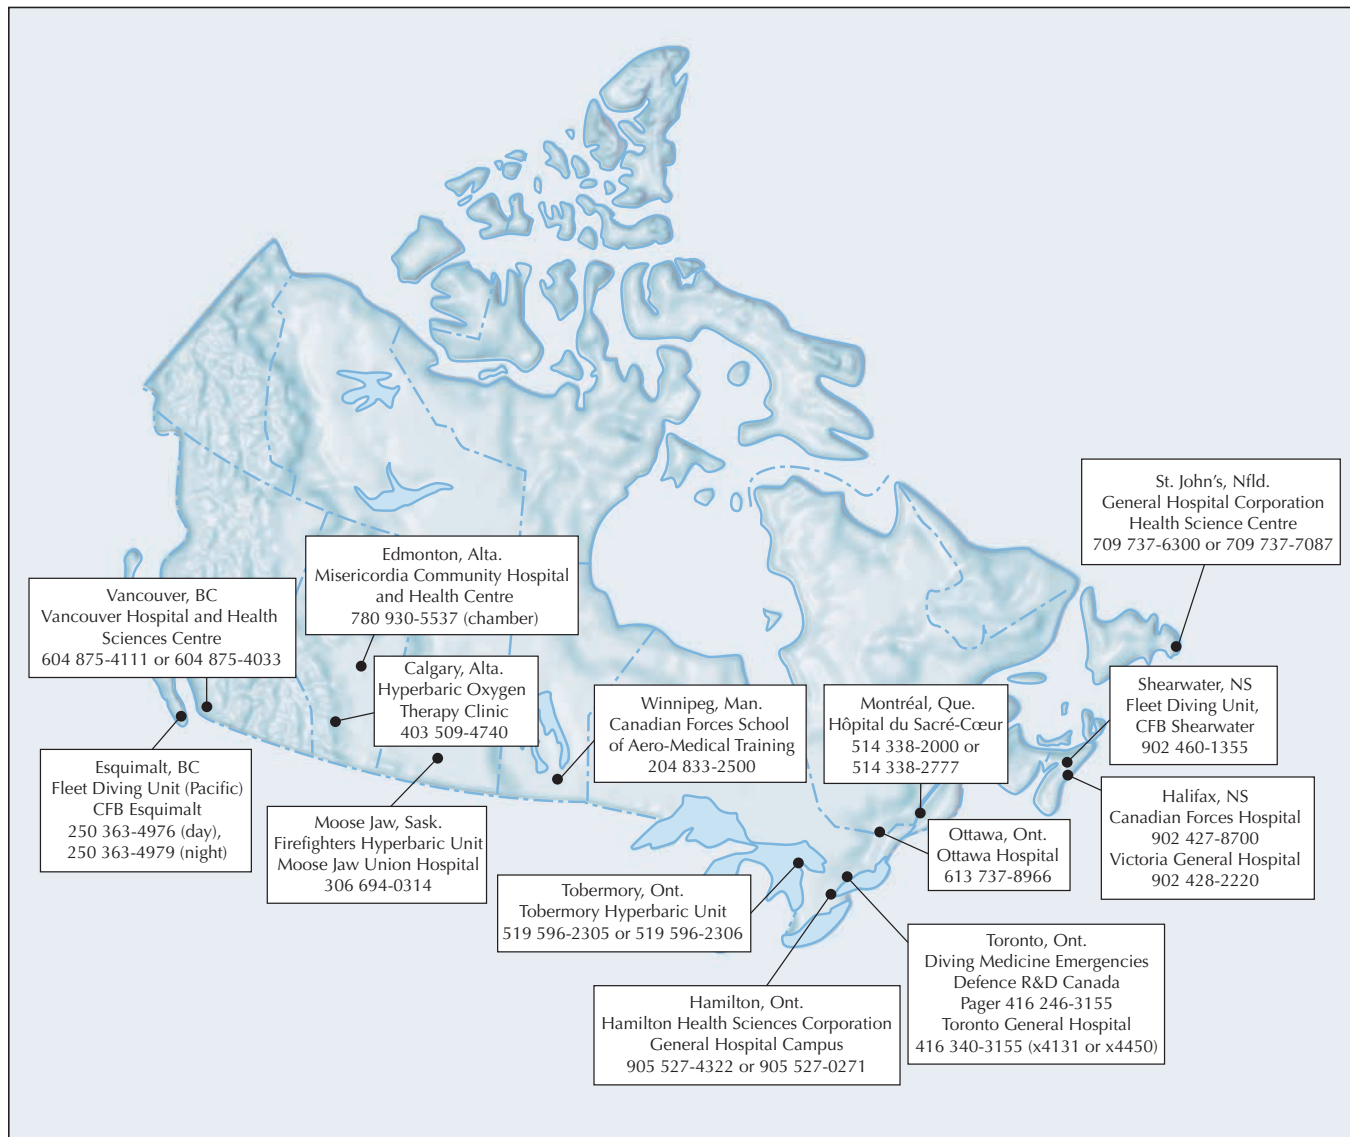 St. John's, Nfld.
General Hospital Corporation
Health Science Centre
709 737-6300 or 709 737-7087
Edmonton, Alta.
Misericordia Community Hospital
and Health Centre
780 930-5537 (chamber)
Vancouver, BC
Vancouver Hospital and Health
Sciences Centre
604 875-4111 or 604 875-4033
Calgary, Alta.
Hyperbaric Oxygen
Therapy Clinic
403 509-4740
Winnipeg, Man.
Canadian Forces School
of Aero-Medical Training
204 833-2500
Montréal, Que.
Hôpital du Sacré-Cœur
514 338-2000 or
514 338-2777
Shearwater, NS
Fleet Diving Unit,
CFB Shearwater
902 460-1355
Esquimalt, BC
Fleet Diving Unit (Pacific)
CFB Esquimalt
250 363-4976 (day),
250 363-4979 (night)
Moose Jaw, Sask.
Firefighters Hyperbaric Unit
Moose Jaw Union Hospital
306 694-0314
Halifax, NS
Canadian Forces Hospital
902 427-8700
Victoria General Hospital
902 428-2220
Ottawa, Ont.
Ottawa Hospital
613 737-8966
Tobermory, Ont.
Tobermory Hyperbaric Unit
519 596-2305 or 519 596-2306
Toronto, Ont.
Diving Medicine Emergencies
Defence R&D Canada
Pager 416 246-3155
Toronto General Hospital
416 340-3155 (x4131 or x4450)
Hamilton, Ont.
Hamilton Health Sciences Corporation
General Hospital Campus
905 527-4322 or 905 527-0271